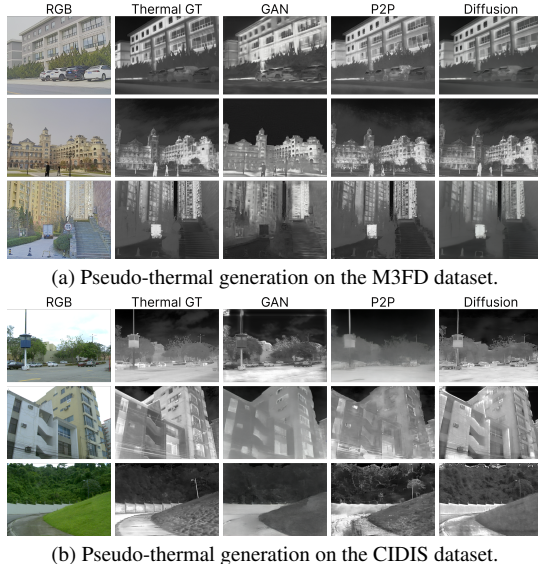 RGB Thermal GT GAN P2P Diffusion
(a) Pseudo-thermal generation on the M3FD dataset.
RGB Thermal GT GAN P2P Diffusion
(b) Pseudo-thermal generation on the CIDIS dataset.